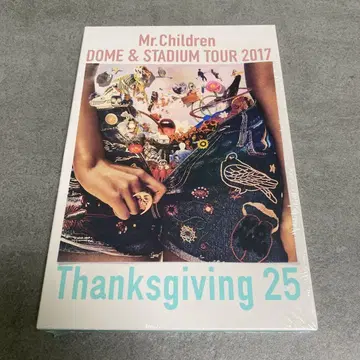 Mr.Children
DOME & STADIUM TOUR 2017
Thanksgiving 25